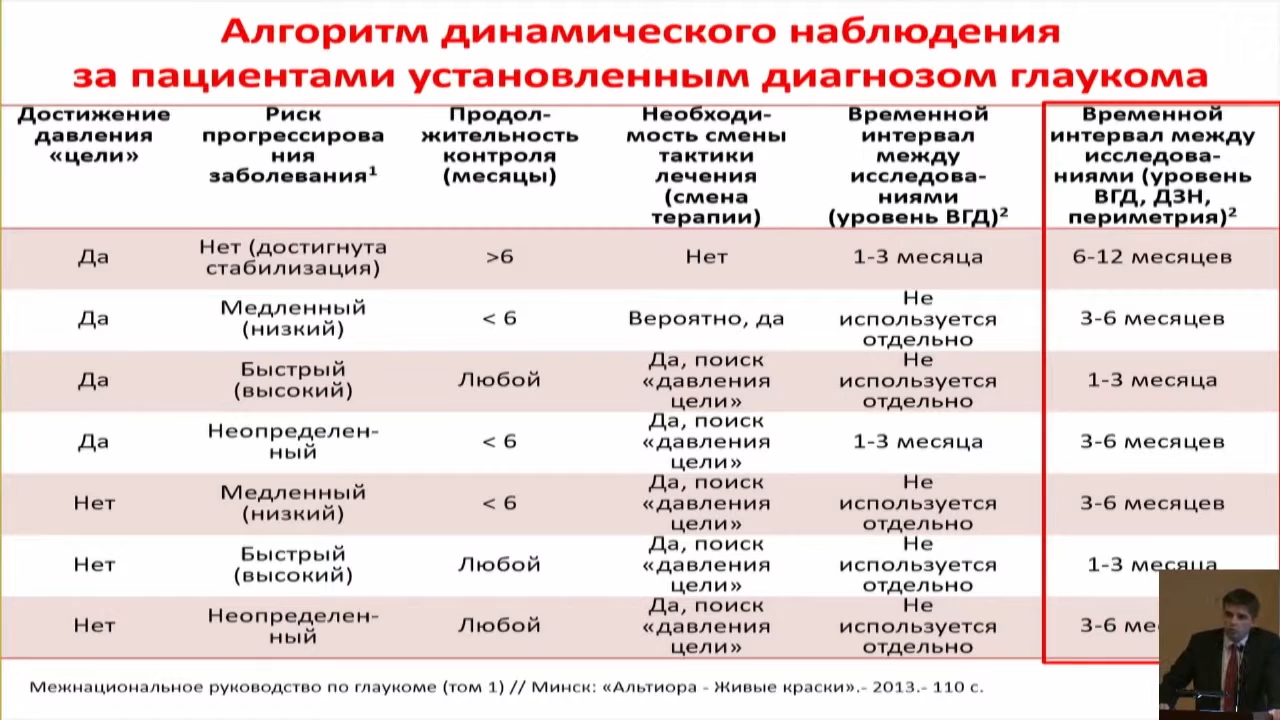 Алгоритм динамического наблюдения
за пациентами установленным диагнозом глаукома
Достижение
давления
«цели»
Риск
прогрессирова
ния
заболевания¹
Продол-
жительность
контроля
(месяцы)
Необходи-
мость смены
тактики
лечения
(смена
терапии)
Временной
интервал
между
исследова-
ниями
(уровень ВГД)²
Временной
интервал между
исследова-
ниями (уровень
ВГД, ДЗН,
периметрия)²
Да
Нет (достигнута
стабилизация)
>6
Нет
1-3 месяца
6-12 месяцев
Да
Медленный
(низкий)
< 6
Вероятно, да
Не
используется
отдельно
3-6 месяцев
Да
Быстрый
(высокий)
Любой
Да, поиск
«давления
цели»
Не
используется
отдельно
1-3 месяца
Да
Неопределен-
ный
< 6
Да, поиск
«давления
цели»
1-3 месяца
3-6 месяцев
Нет
Медленный
(низкий)
< 6
Да, поиск
«давления
цели»
Не
используется
отдельно
3-6 месяцев
Нет
Быстрый
(высокий)
Любой
Да, поиск
«давления
цели»
Не
используется
отдельно
1-3 месяца
Нет
Неопределен-
ный
Любой
Да, поиск
«давления
цели»
Не
используется
отдельно
3-6
Межнациональное руководство по глаукоме (том 1) // Минск: «Альтиора - Живые краски».- 2013.- 110 с.